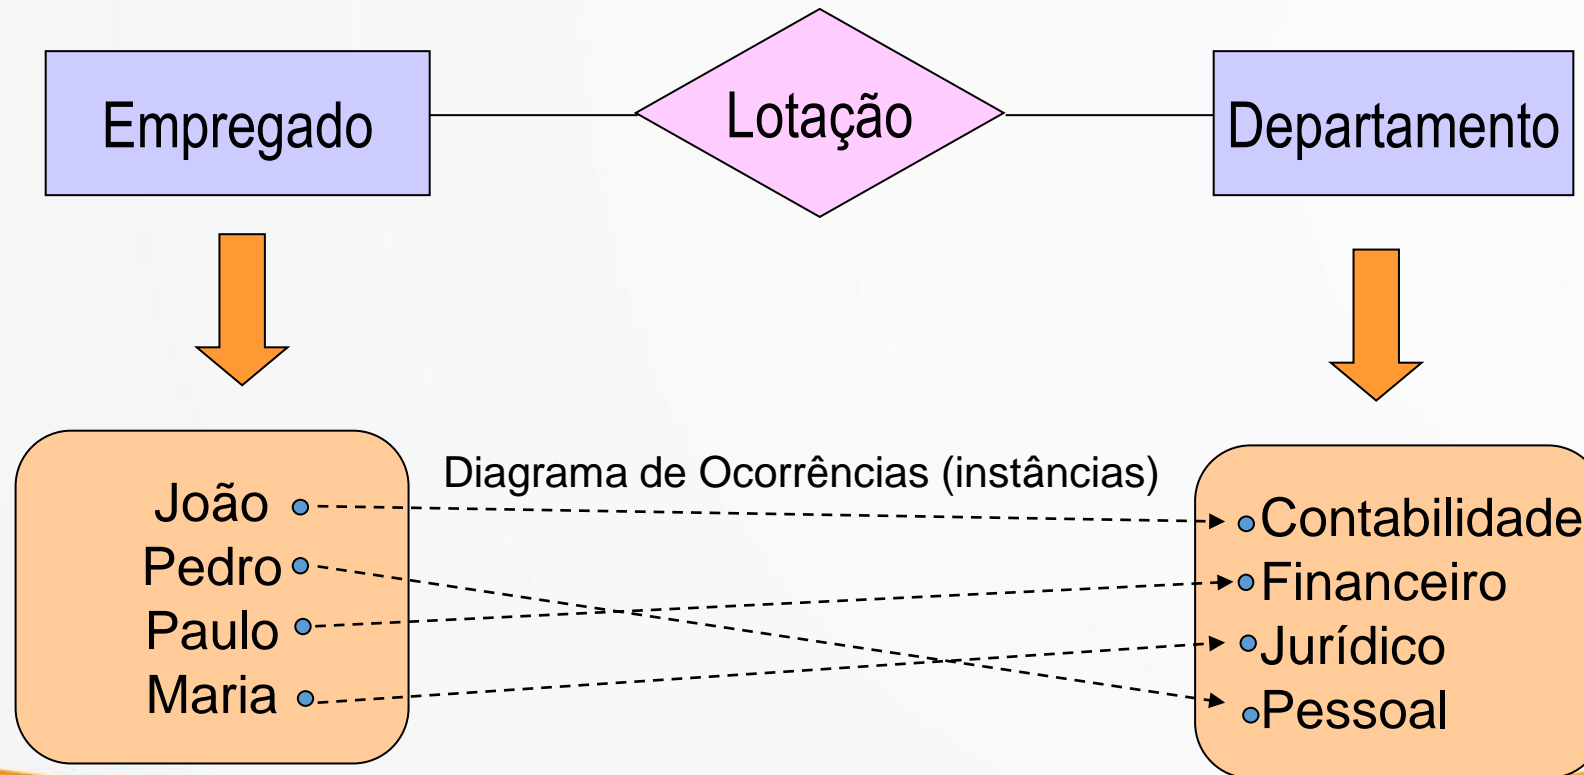 Empregado
Lotação
Departamento
Diagrama de Ocorrências (instâncias)
João
Pedro
Paulo
Maria
Contabilidade
Financeiro
Jurídico
Pessoal